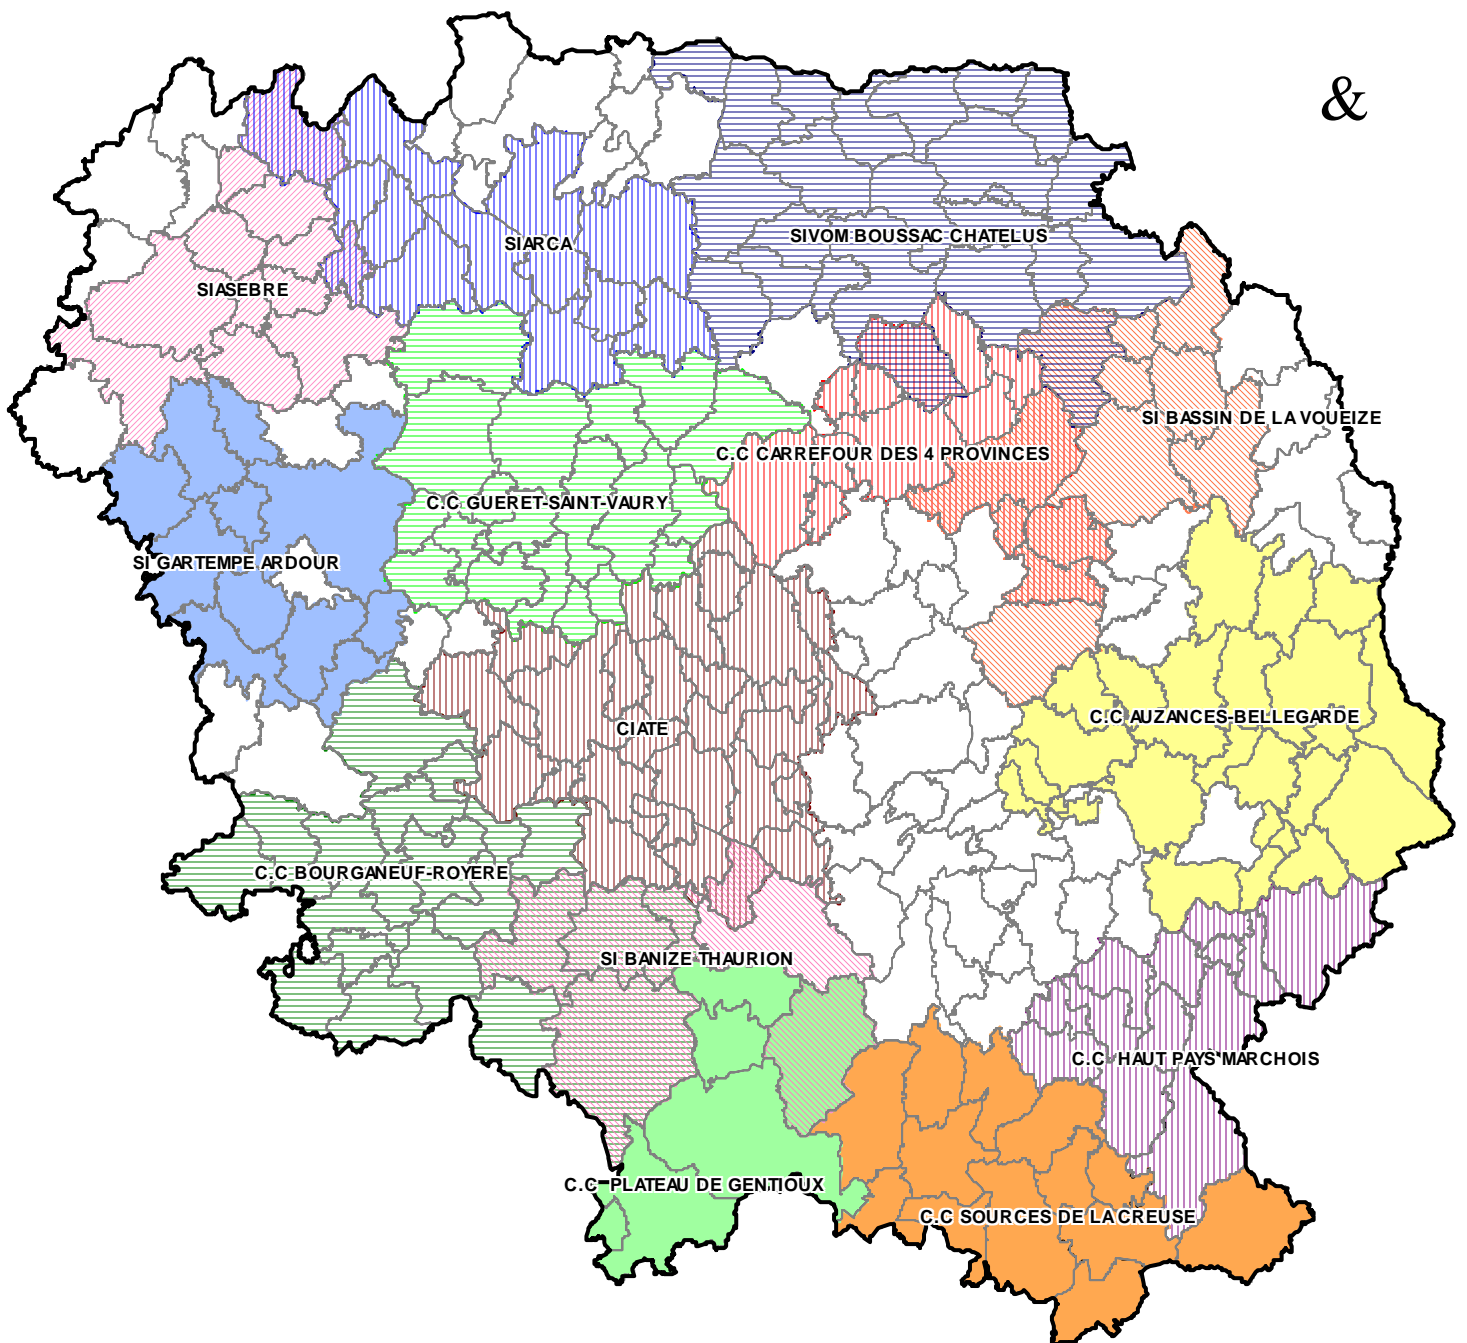 &
SIVOM BOUSSAC CHATELUS
SIARCA
SIASEBRE
SI BASSIN DE LA VOUEIZE
C.C CARREFOUR DES 4 PROVINCES
C.C GUERET-SAINT-VAURY
SI GARTEMPE ARDOUR
C.C AUZANCES-BELLEGARDE
CIATE
C.C BOURGANEUF-ROYERE
SI BANIZE THAURION
C.C HAUT PAYS MARCHOIS
C.C PLATEAU DE GENTIOUX
C.C SOURCES DE LA CREUSE